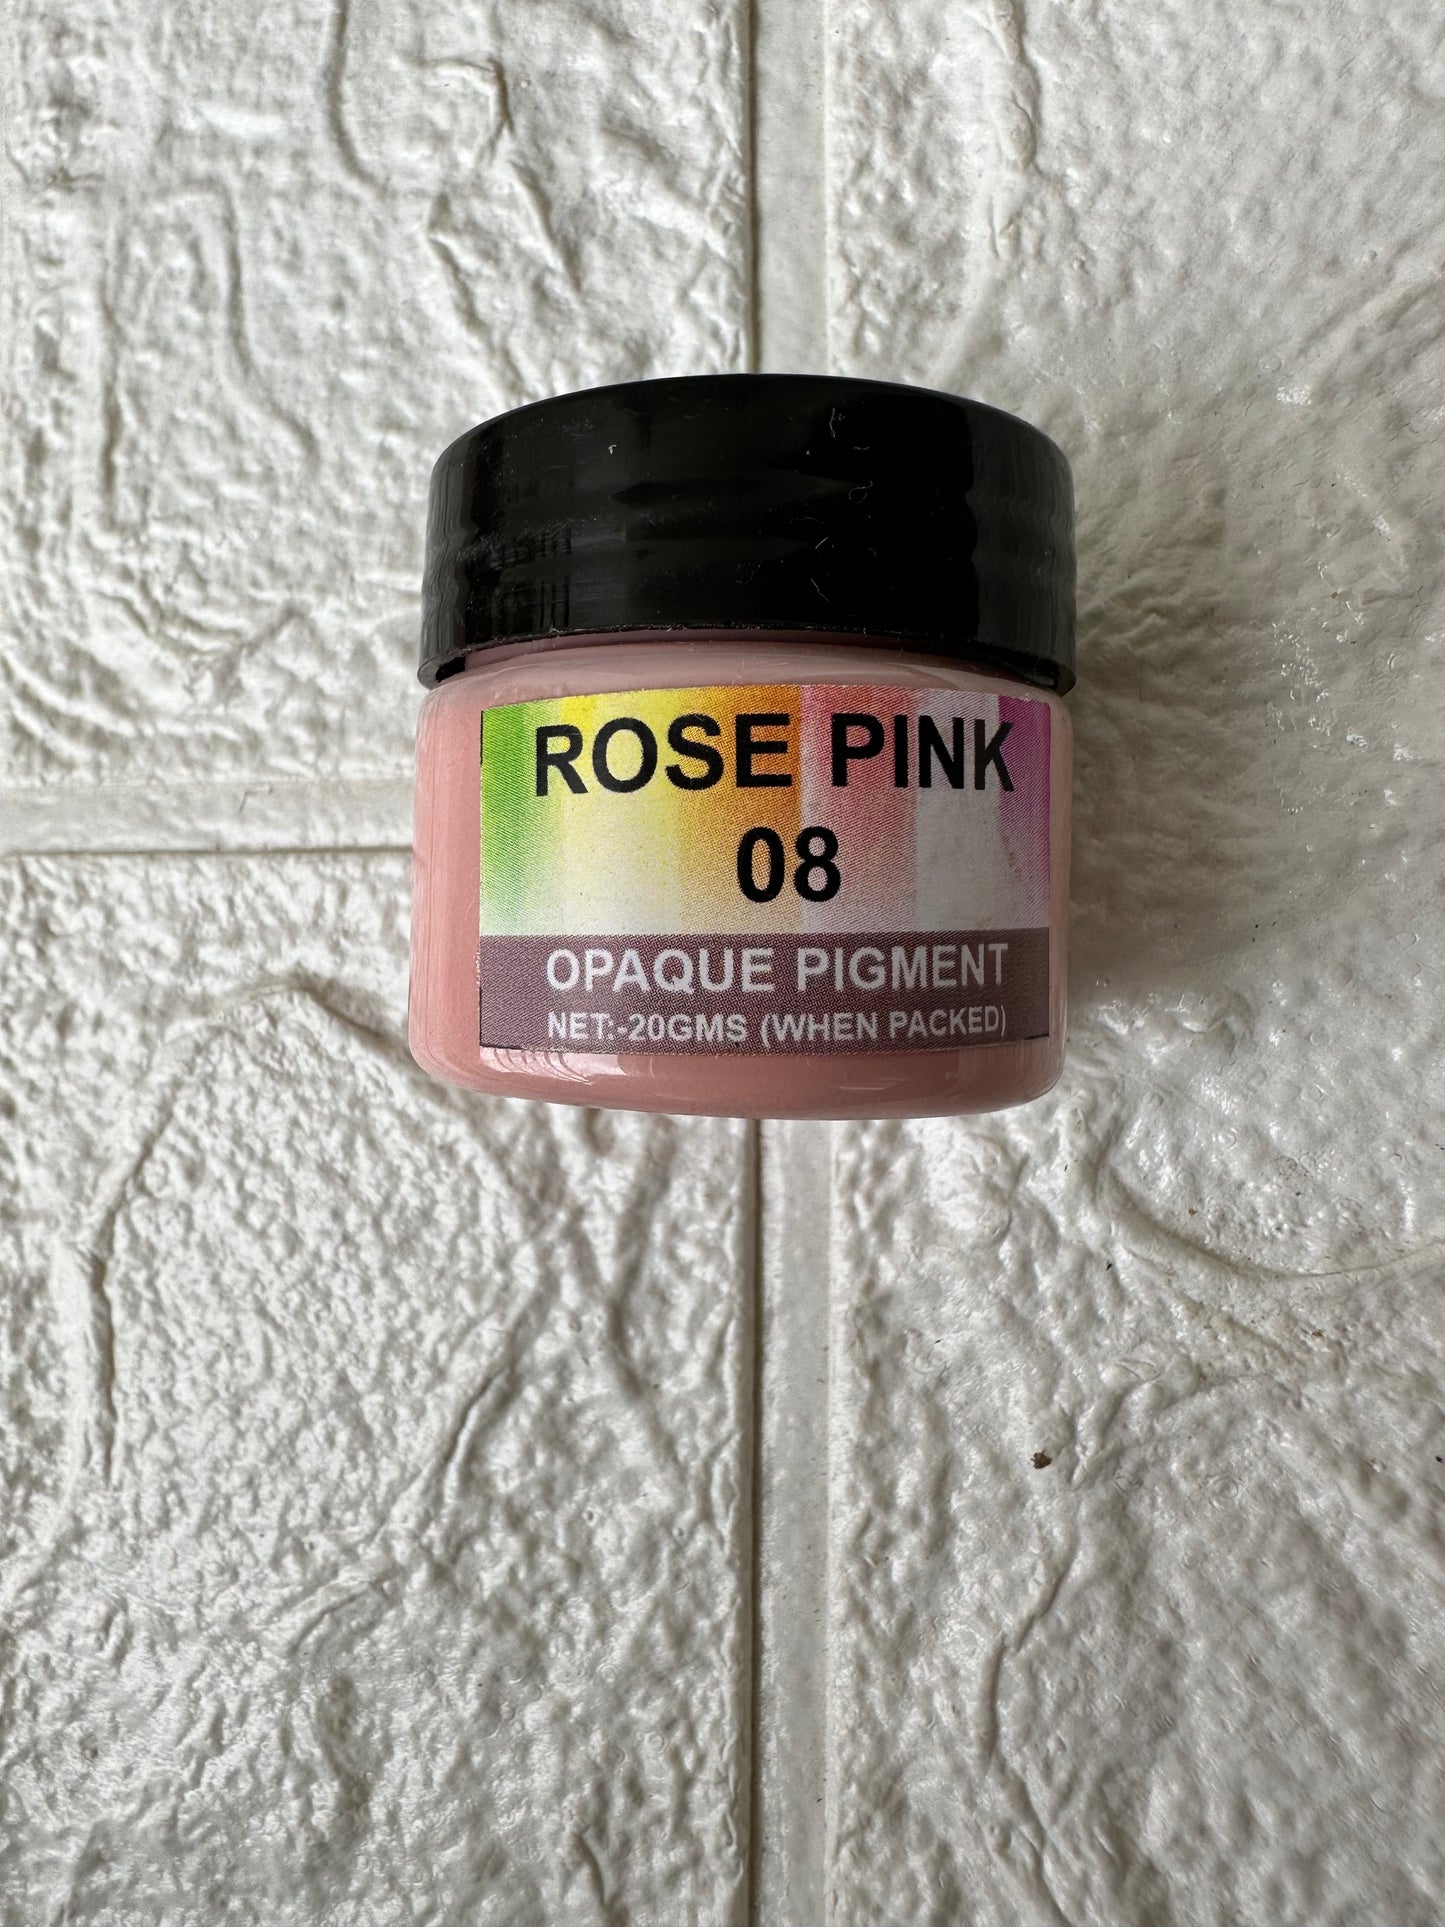 ROSE PINK
08
OPAQUE PIGMENT
NET:-20GMS (WHEN PACKED)